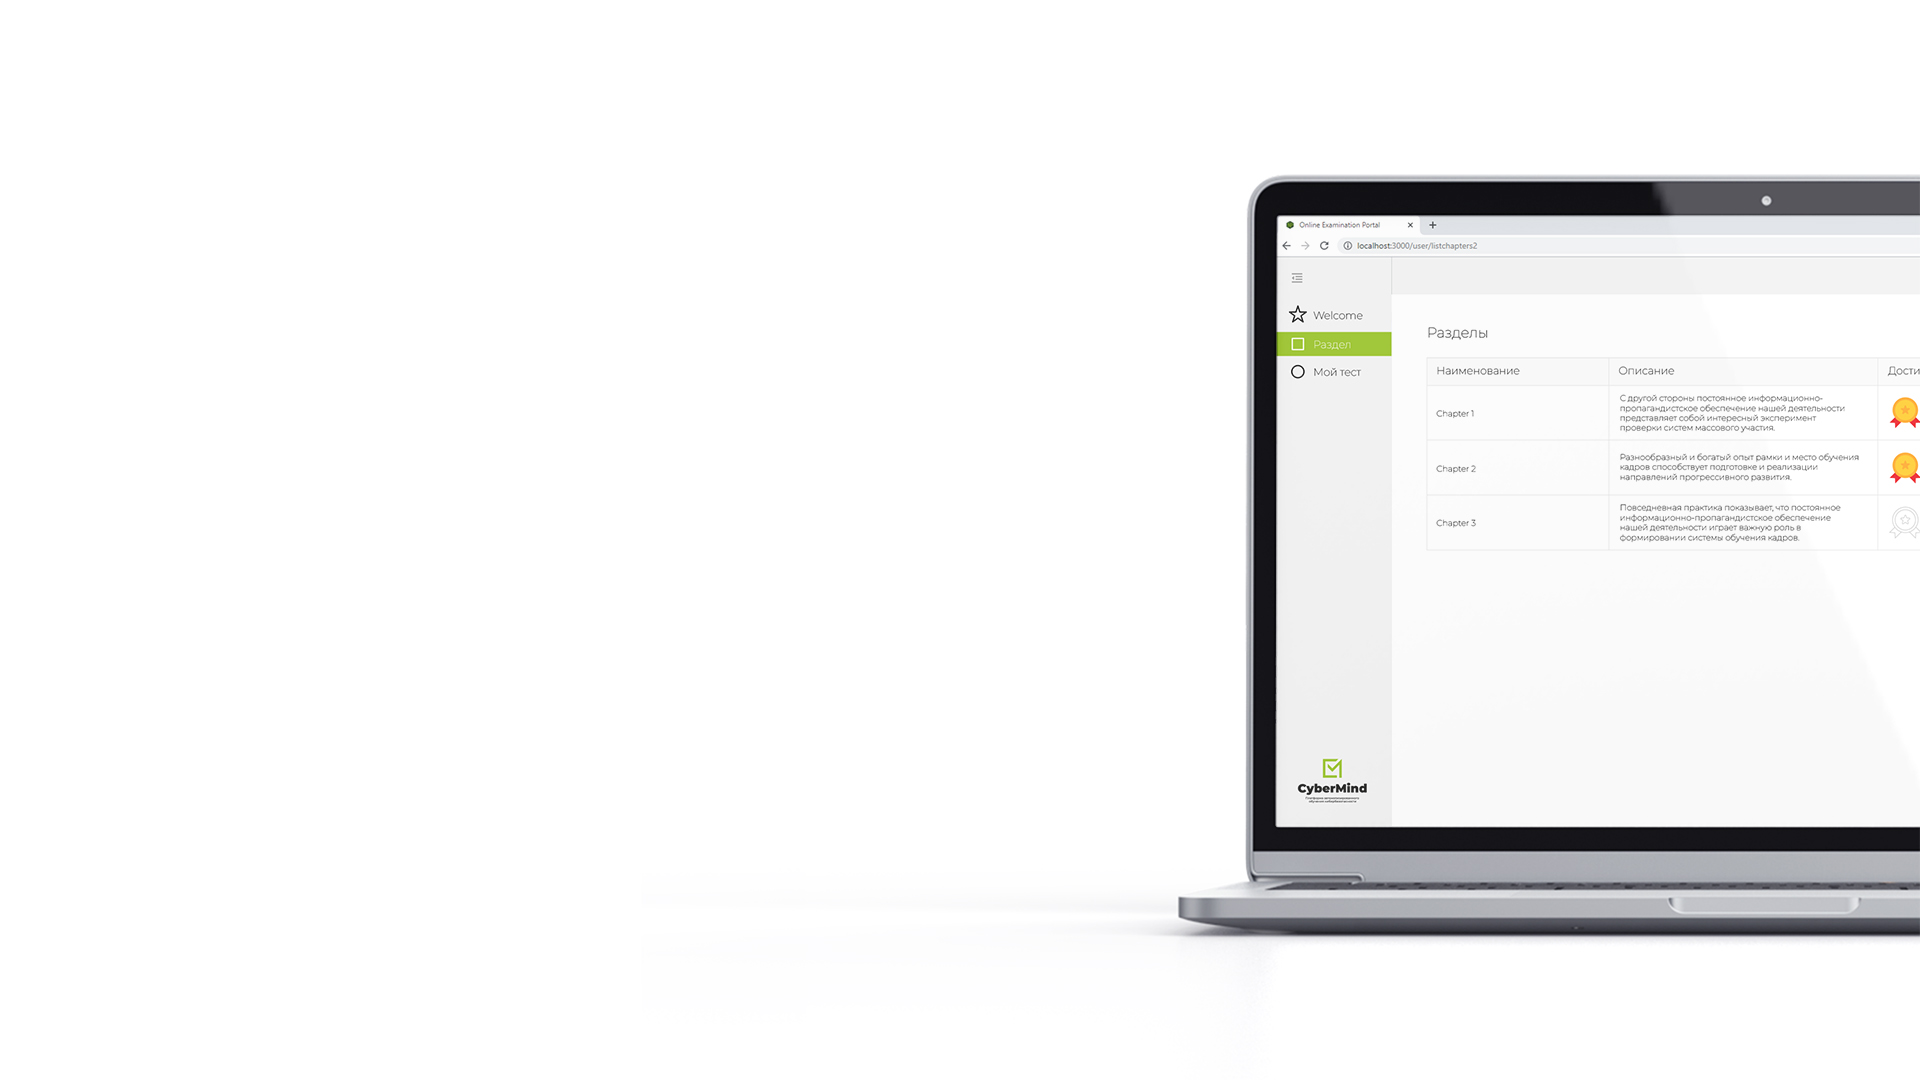 Online Examination Portal
localhost:3000/user/listchapters2
Welcome
Раздел
Мой тест
Разделы
Наименование
Описание
Дости
Chapter 1
С другой стороны постоянное информационно-
пропагандистское обеспечение нашей деятельности
представляет собой интересный эксперимент
проверки систем массового участия.
Chapter 2
Разнообразный и богатый опыт рамки и место обучения
кадров способствует подготовке и реализации
направлений прогрессивного развития.
Chapter 3
Повседневная практика показывает, что постоянное
информационно-пропагандистское обеспечение
нашей деятельности играет важную роль в
формировании системы обучения кадров.
CyberMind